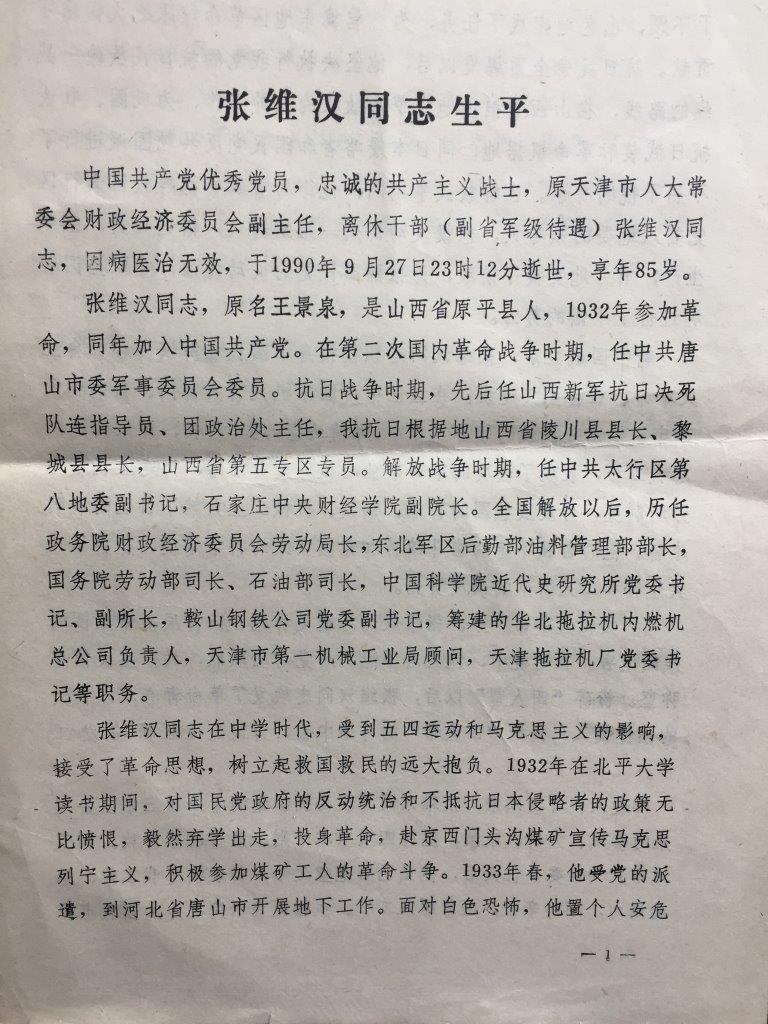 张维汉同志生平
中国共产党优秀党员，忠诚的共产主义战士，原天津市人大常
委会财政经济委员会副主任，离休干部（副省军级待遇）张维汉同
志，因病医治无效，于1990年9月27日23时12分逝世，享年85岁。
张维汉同志，原名王景泉，是山西省原平县人，1932年参加革
命，同年加入中国共产党。在第二次国内革命战争时期，任中共唐
山市委军事委员会委员。抗日战争时期，先后任山西新军抗日决死
队连指导员、团政治处主任，我抗日根据地山西省陵川县县长、黎
城县县长，山西省第五专区专员。解放战争时期，任中共太行区第
八地委副书记，石家庄中央财经学院副院长。全国解放以后，历任
政务院财政经济委员会劳动局长，东北军区后勤部油料管理部部长，
国务院劳动部司长、石油部司长，中国科学院近代史研究所党委书
记、副所长，鞍山钢铁公司党委副书记，筹建的华北拖拉机内燃机
总公司负责人，天津市第一机械工业局顾问，天津拖拉机厂党委书
记等职务。
张维汉同志在中学时代，受到五四运动和马克思主义的影响，
接受了革命思想，树立起救国救民的远大抱负。1932年在北平大学
读书期间，对国民党政府的反动统治和不抵抗日本侵略者的政策无
比愤恨，毅然弃学出走，投身革命，赴京西门头沟煤矿宣传马克思
列宁主义，积极参加煤矿工人的革命斗争。1933年春，他受党的派
遣，到河北省唐山市开展地下工作。面对白色恐怖，他置个人安危
— 1 —